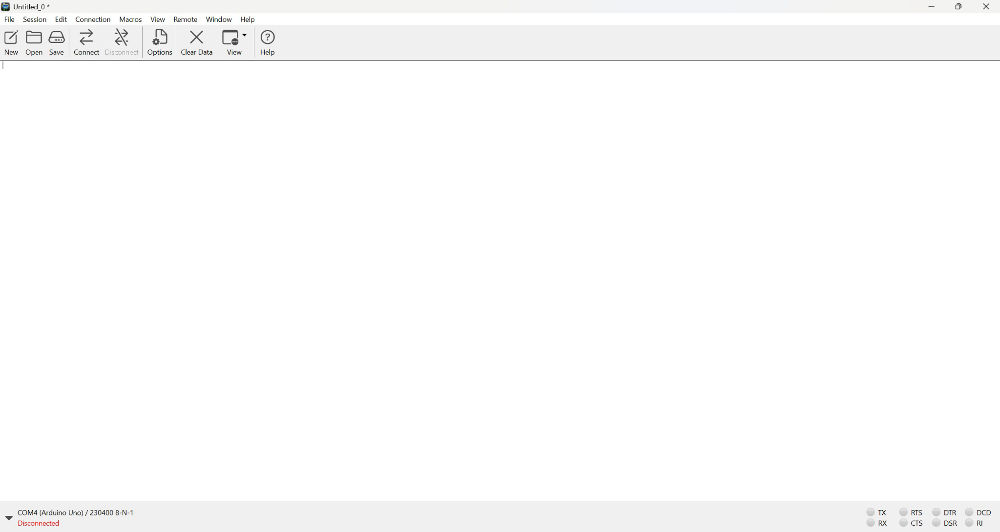 Untitled_0 *
File Session Edit Connection Macros View Remote Window Help
New Open Save Connect Disconnect Options Clear Data View Help
COM4 (Arduino Uno) / 230400 8-N-1
Disconnected
TX RTS DTR DCD
RX CTS DSR RI